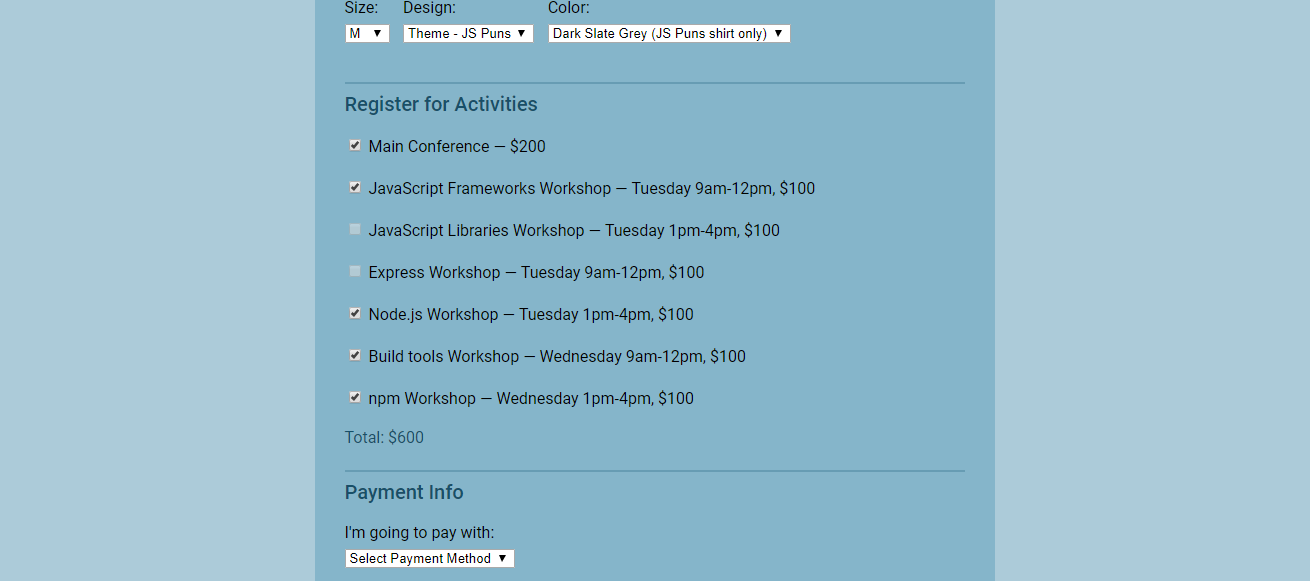 Size: Design: Color:
M Theme - JS Puns Dark Slate Grey (JS Puns shirt only)
Register for Activities
Main Conference — $200
JavaScript Frameworks Workshop — Tuesday 9am-12pm, $100
JavaScript Libraries Workshop — Tuesday 1pm-4pm, $100
Express Workshop — Tuesday 9am-12pm, $100
Node.js Workshop — Tuesday 1pm-4pm, $100
Build tools Workshop — Wednesday 9am-12pm, $100
npm Workshop — Wednesday 1pm-4pm, $100
Total: $600
Payment Info
I'm going to pay with:
Select Payment Method